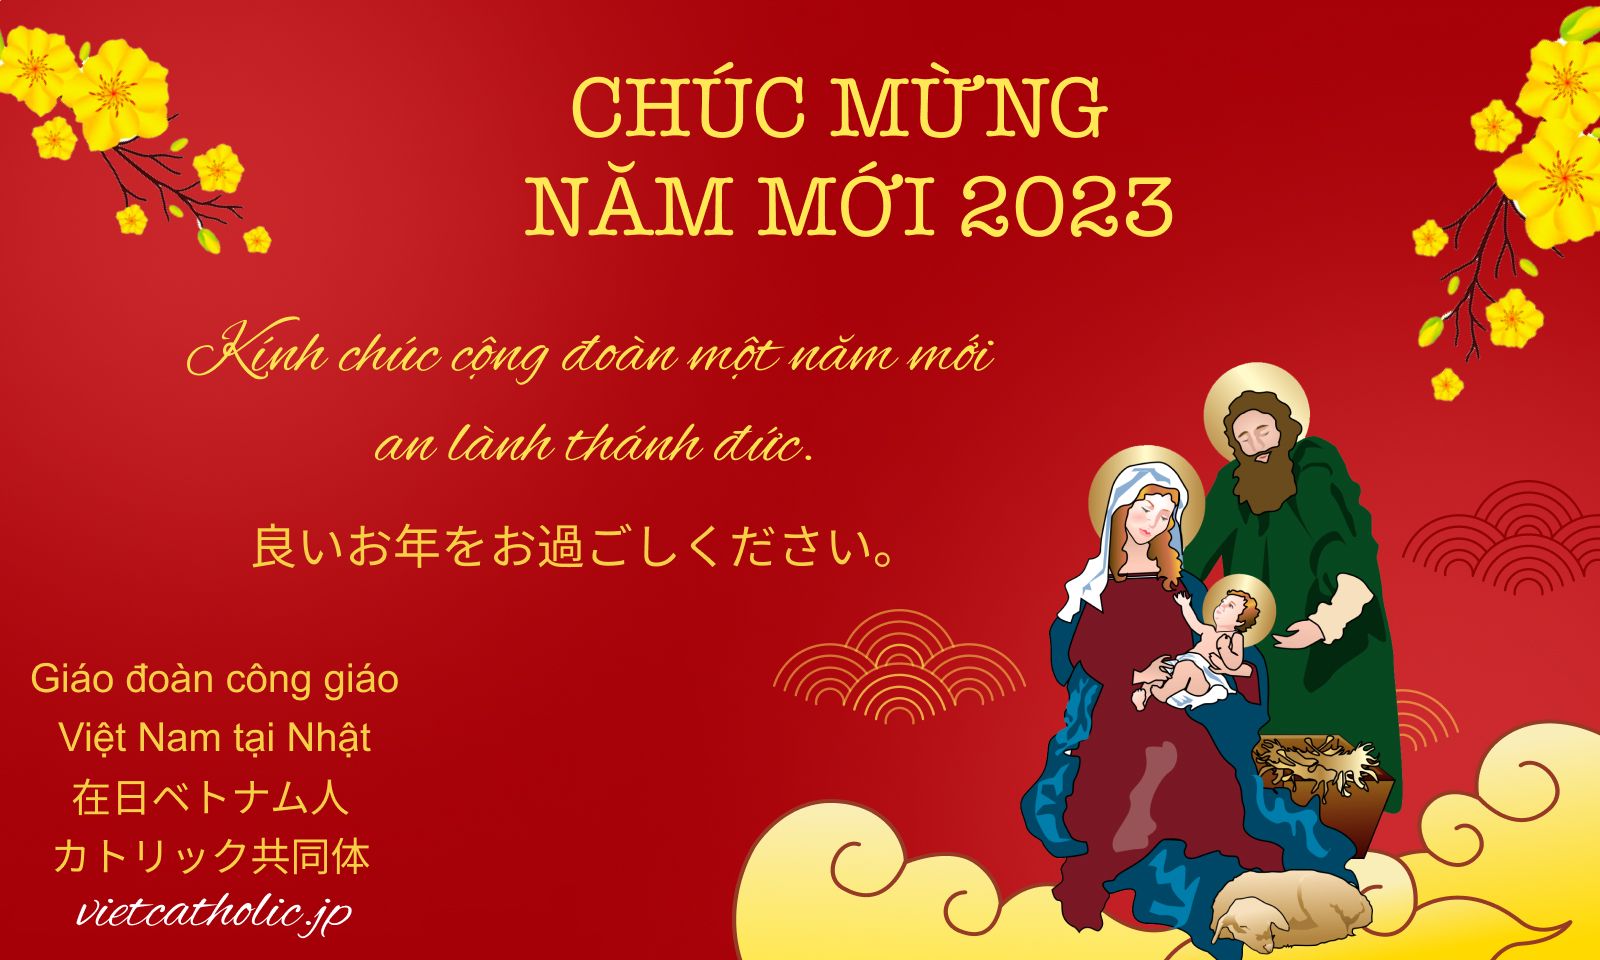 CHÚC MỪNG
NĂM MỚI 2023
Kính chúc cộng đoàn một năm mới
an lành thánh đức.
良いお年をお過ごしください。
Giáo đoàn công giáo
Việt Nam tại Nhật
在日ベトナム人
カトリック共同体
vietcatholic.jp